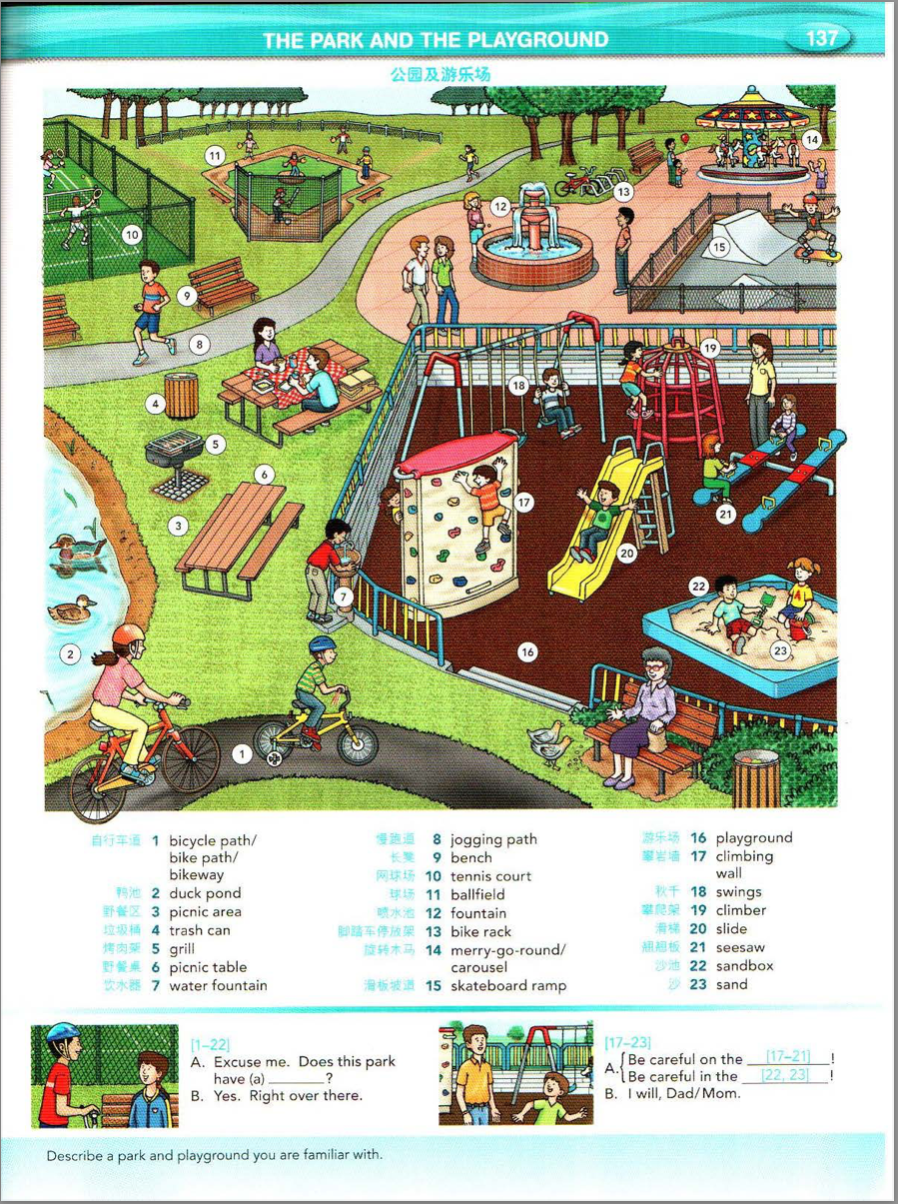 THE PARK AND THE PLAYGROUND
137
公园及游乐场
11
14
13
12
10
15
9
8
19
18
4
5
6
17
3
21
20
22
7
23
16
2
1
自行车道 1 bicycle path/
bike path/
bikeway
鸭池 2 duck pond
野餐区 3 picnic area
垃圾桶 4 trash can
烤肉架 5 grill
野餐桌 6 picnic table
饮水器 7 water fountain
慢跑道 8 jogging path
长凳 9 bench
网球场 10 tennis court
球场 11 ballfield
喷水池 12 fountain
脚踏车停放架 13 bike rack
旋转木马 14 merry-go-round/
carousel
滑板坡道 15 skateboard ramp
游乐场 16 playground
攀岩墙 17 climbing
wall
秋千 18 swings
攀爬架 19 climber
滑梯 20 slide
翘翘板 21 seesaw
沙池 22 sandbox
沙 23 sand
[1–22]
A. Excuse me. Does this park
have (a) ________?
B. Yes. Right over there.
[17–23]
A. {Be careful on the [17–21] !
Be careful in the [22, 23] !
B. I will, Dad/Mom.
Describe a park and playground you are familiar with.